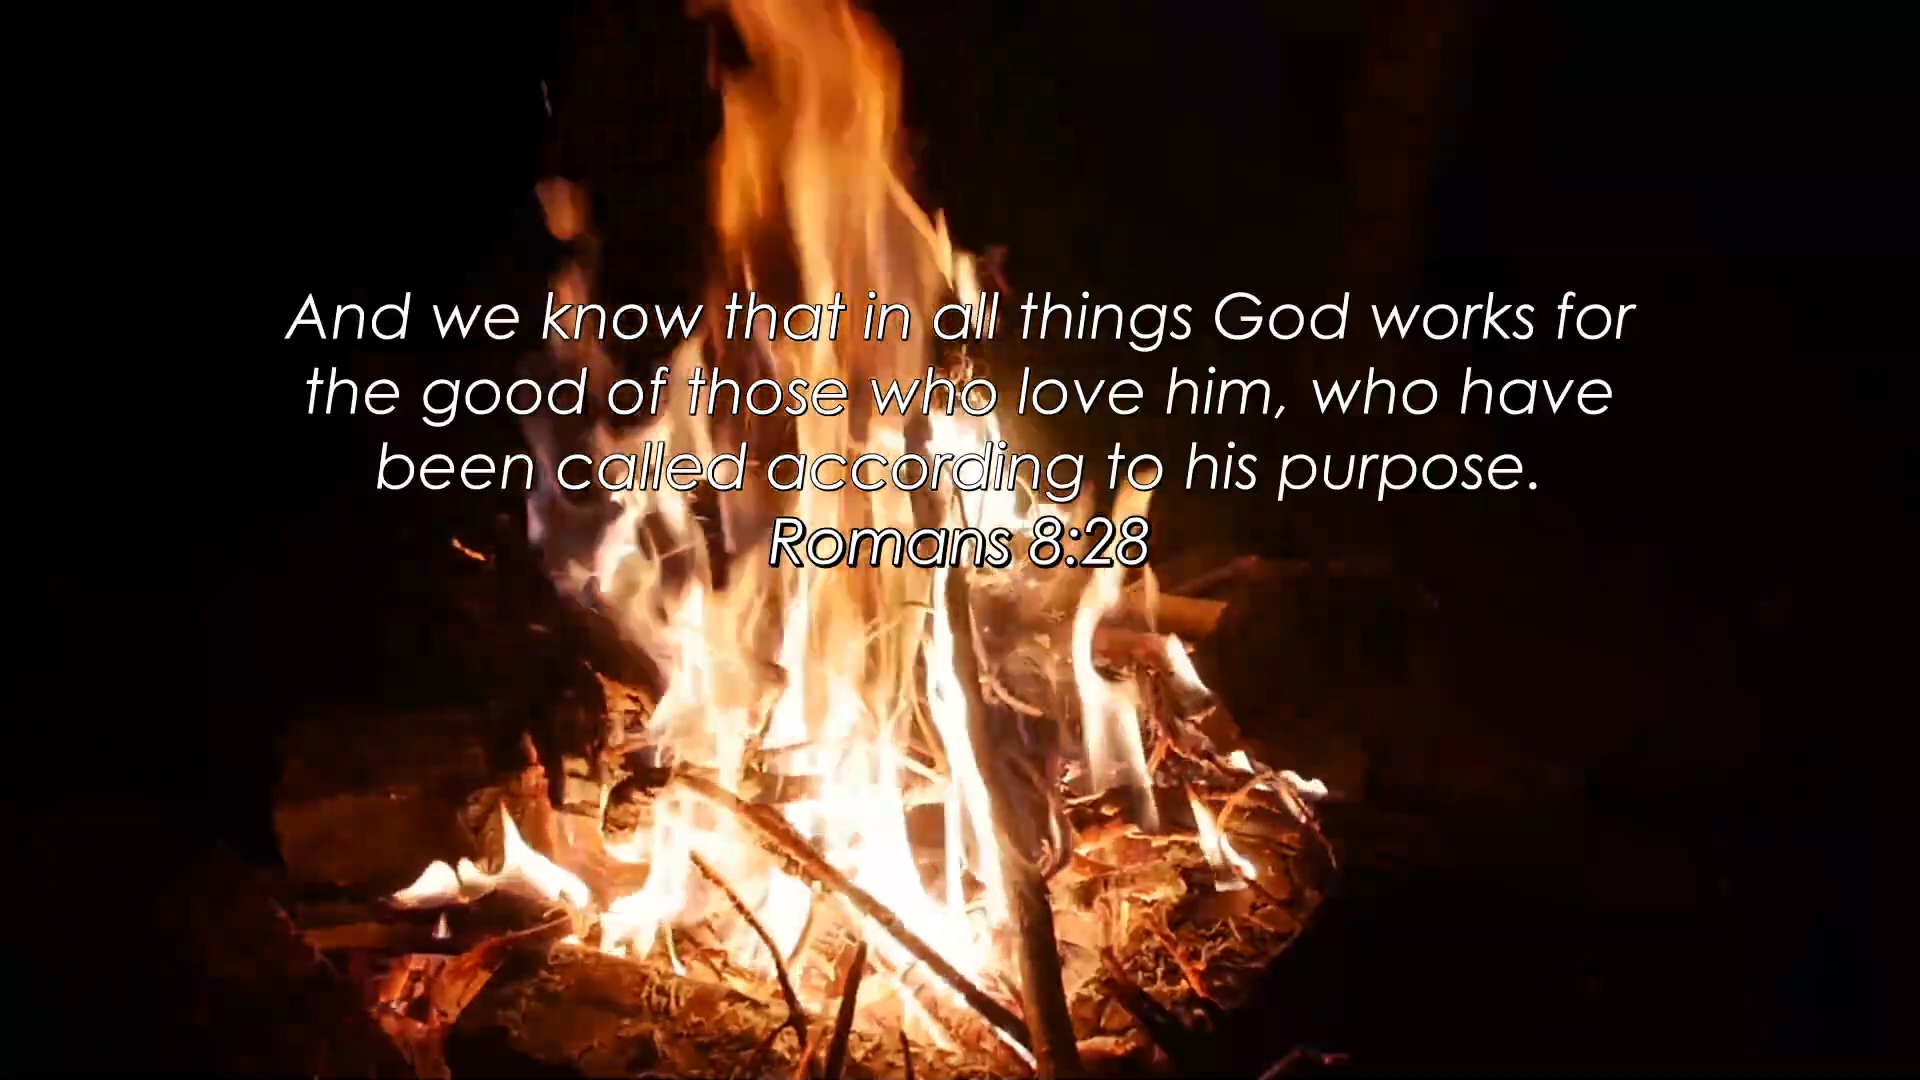 And we know that in all things God works for
the good of those who love him, who have
been called according to his purpose.
Romans 8:28